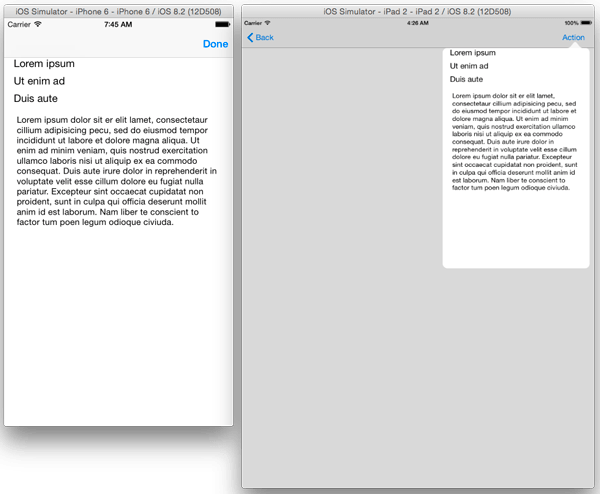 iOS Simulator - iPhone 6 - iPhone 6 / iOS 8.2 (12D508)
Carrier 7:45 AM
Done
Lorem ipsum
Ut enim ad
Duis aute
Lorem ipsum dolor sit er elit lamet, consectetaur
cillium adipisicing pecu, sed do eiusmod tempor
incididunt ut labore et dolore magna aliqua. Ut
enim ad minim veniam, quis nostrud exercitation
ullamco laboris nisi ut aliquip ex ea commodo
consequat. Duis aute irure dolor in reprehenderit in
voluptate velit esse cillum dolore eu fugiat nulla
pariatur. Excepteur sint occaecat cupidatat non
proident, sunt in culpa qui officia deserunt mollit
anim id est laborum. Nam liber te conscient to
factor tum poen legum odioque civiuda.
iOS Simulator - iPad 2 - iPad 2 / iOS 8.2 (12D508)
Carrier 4:26 AM 100%
Back Action
Lorem ipsum
Ut enim ad
Duis aute
Lorem ipsum dolor sit er elit lamet,
consectetaur cillium adipisicing pecu, sed do
eiusmod tempor incididunt ut labore et dolore
magna aliqua. Ut enim ad minim veniam, quis
nostrud exercitation ullamco laboris nisi ut
aliquip ex ea commodo consequat. Duis aute
irure dolor in reprehenderit in voluptate velit
esse cillum dolore eu fugiat nulla pariatur.
Excepteur sint occaecat cupidatat non proident,
sunt in culpa qui officia deserunt mollit anim id
est laborum. Nam liber te conscient to factor
tum poen legum odioque civiuda.